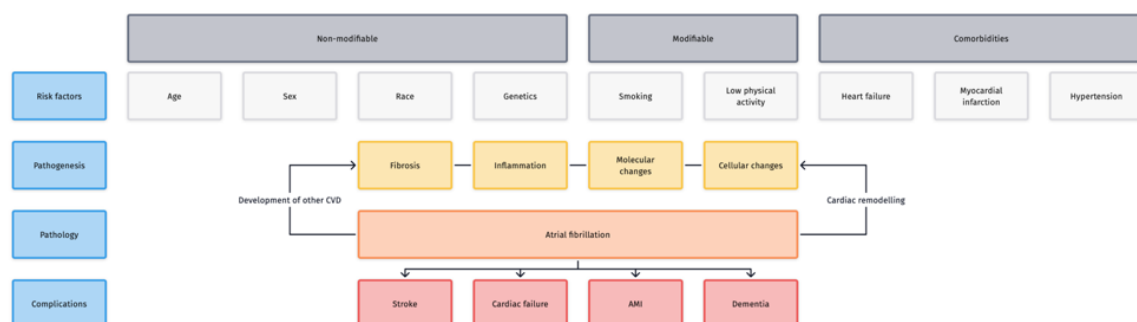 Non-modifiable
Modifiable
Comorbidities
Risk factors
Age
Sex
Race
Genetics
Smoking
Low physical
activity
Heart failure
Myocardial
infarction
Hypertension
Pathogenesis
Fibrosis
Inflammation
Molecular
changes
Cellular changes
Development of other CVD
Cardiac remodelling
Pathology
Atrial fibrillation
Complications
Stroke
Cardiac failure
AMI
Dementia